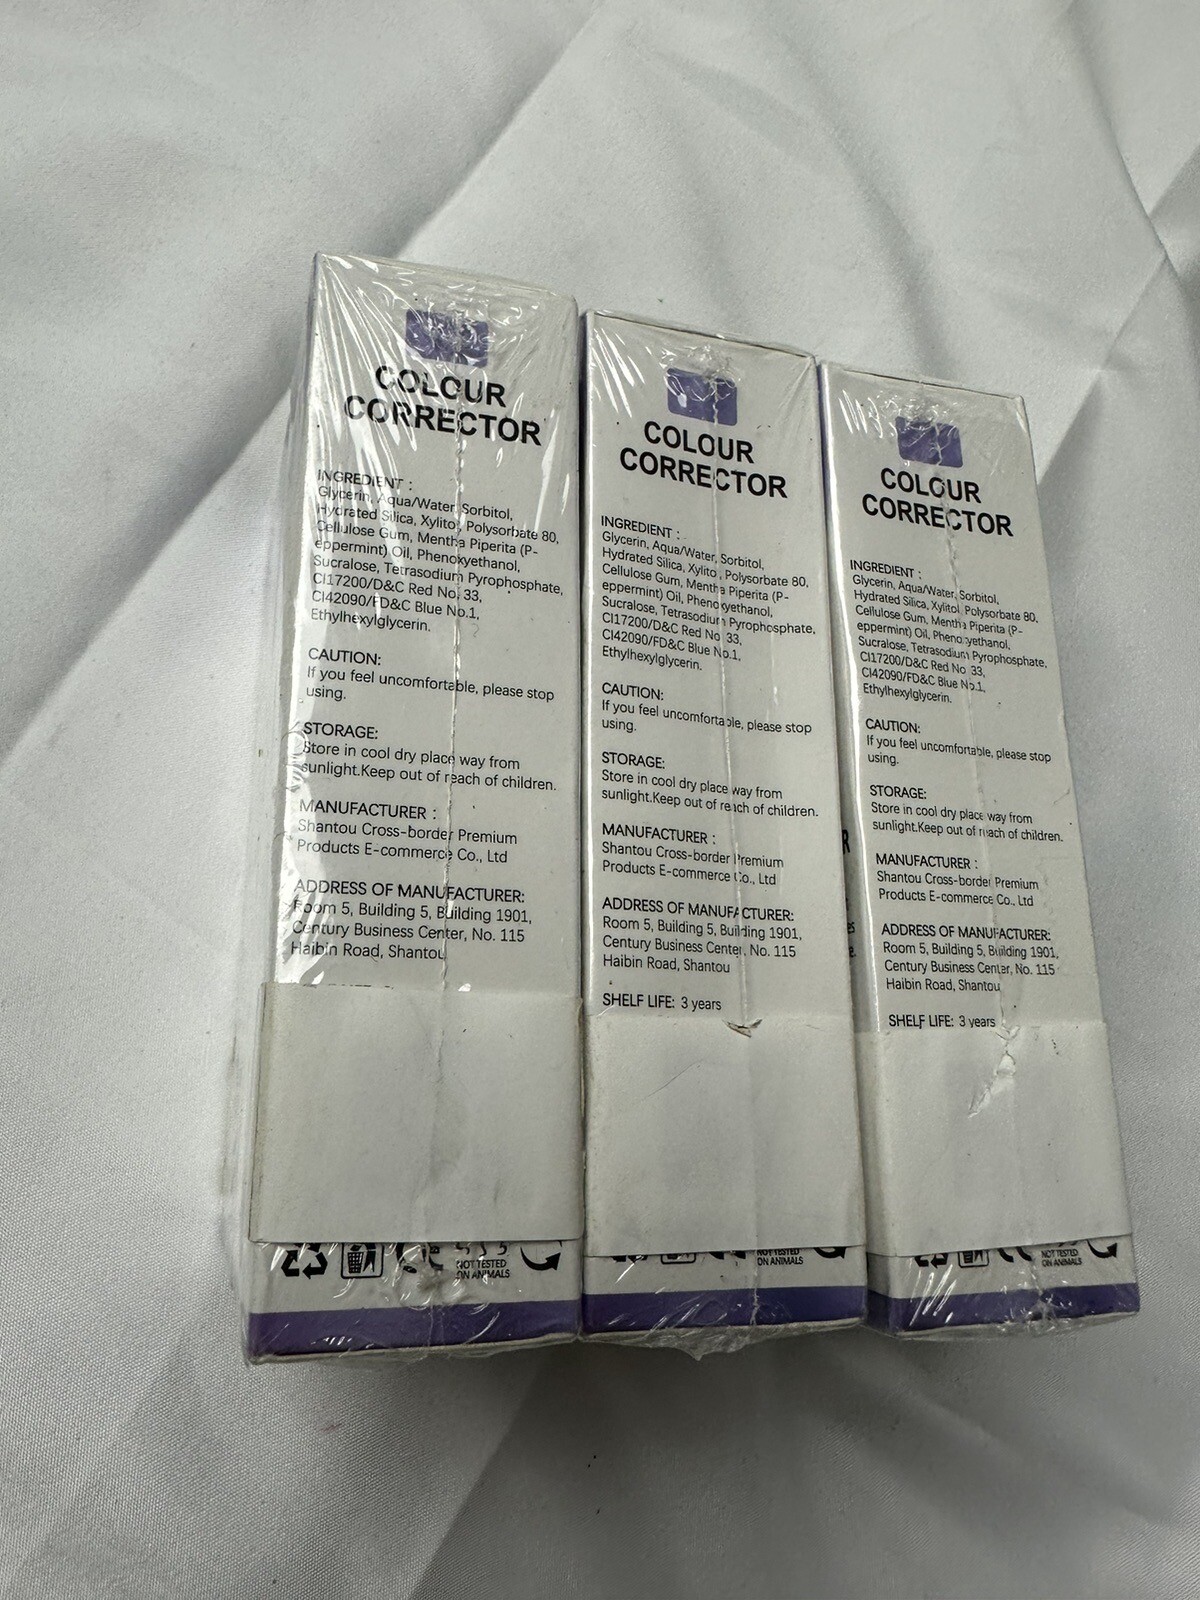 COLOUR
CORRECTOR
INGREDIENT :
Glycerin, Aqua/Water, Sorbitol,
Hydrated Silica, Xylitol, Polysorbate 80,
Cellulose Gum, Mentha Piperita (P-
eppermint) Oil, Phenoxyethanol,
Sucralose, Tetrasodium Pyrophosphate,
CI17200/D&C Red No. 33,
CI42090/FD&C Blue No.1,
Ethylhexylglycerin.
CAUTION:
If you feel uncomfortable, please stop
using.
STORAGE:
Store in cool dry place way from
sunlight.Keep out of reach of children.
MANUFACTURER :
Shantou Cross-border Premium
Products E-commerce Co., Ltd
ADDRESS OF MANUFACTURER:
Room 5, Building 5, Building 1901,
Century Business Center, No. 115
Haibin Road, Shantou
NOT TESTED
ON ANIMALS
COLOUR
CORRECTOR
INGREDIENT :
Glycerin, Aqua/Water, Sorbitol,
Hydrated Silica, Xylitol, Polysorbate 80,
Cellulose Gum, Mentha Piperita (P-
eppermint) Oil, Phenoxyethanol,
Sucralose, Tetrasodium Pyrophosphate,
CI17200/D&C Red No. 33,
CI42090/FD&C Blue No.1,
Ethylhexylglycerin.
CAUTION:
If you feel uncomfortable, please stop
using.
STORAGE:
Store in cool dry place way from
sunlight.Keep out of reach of children.
MANUFACTURER :
Shantou Cross-border Premium
Products E-commerce Co., Ltd
ADDRESS OF MANUFACTURER:
Room 5, Building 5, Building 1901,
Century Business Center, No. 115
Haibin Road, Shantou
SHELF LIFE: 3 years
NOT TESTED
ON ANIMALS
COLOUR
CORRECTOR
INGREDIENT :
Glycerin, Aqua/Water, Sorbitol,
Hydrated Silica, Xylitol, Polysorbate 80,
Cellulose Gum, Mentha Piperita (P-
eppermint) Oil, Phenoxyethanol,
Sucralose, Tetrasodium Pyrophosphate,
CI17200/D&C Red No. 33,
CI42090/FD&C Blue No.1,
Ethylhexylglycerin.
CAUTION:
If you feel uncomfortable, please stop
using.
STORAGE:
Store in cool dry place way from
sunlight.Keep out of reach of children.
MANUFACTURER :
Shantou Cross-border Premium
Products E-commerce Co., Ltd
ADDRESS OF MANUFACTURER:
Room 5, Building 5, Building 1901,
Century Business Center, No. 115
Haibin Road, Shantou
SHELF LIFE: 3 years
NOT TESTED
ON ANIMALS